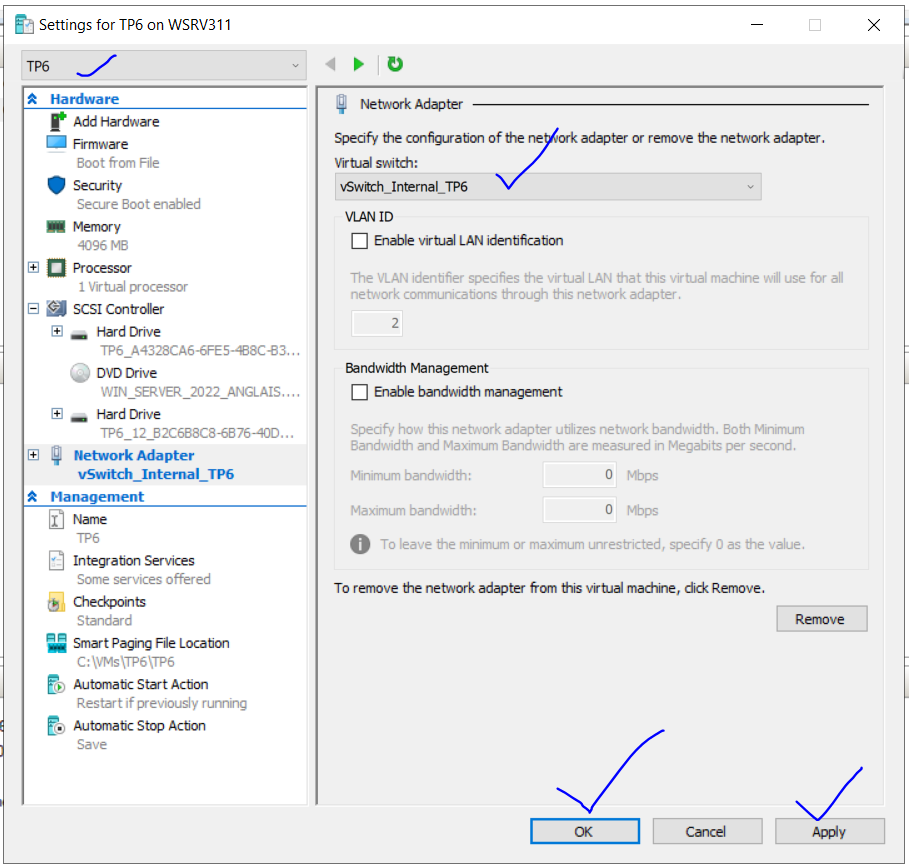 Settings for TP6 on WSRV311
TP6
Hardware
Add Hardware
Firmware
Boot from File
Security
Secure Boot enabled
Memory
4096 MB
Processor
1 Virtual processor
SCSI Controller
Hard Drive
TP6_A4328CA6-6FE5-4B8C-B3...
DVD Drive
WIN_SERVER_2022_ANGLAIS....
Hard Drive
TP6_12_B2C6B8C8-6B76-40D...
Network Adapter
vSwitch_Internal_TP6
Management
Name
TP6
Integration Services
Some services offered
Checkpoints
Standard
Smart Paging File Location
C:\VMs\TP6\TP6
Automatic Start Action
Restart if previously running
Automatic Stop Action
Save
Network Adapter
Specify the configuration of the network adapter or remove the network adapter.
Virtual switch:
vSwitch_Internal_TP6
VLAN ID
Enable virtual LAN identification
The VLAN identifier specifies the virtual LAN that this virtual machine will use for all
network communications through this network adapter.
2
Bandwidth Management
Enable bandwidth management
Specify how this network adapter utilizes network bandwidth. Both Minimum
Bandwidth and Maximum Bandwidth are measured in Megabits per second.
Minimum bandwidth: 0 Mbps
Maximum bandwidth: 0 Mbps
To leave the minimum or maximum unrestricted, specify 0 as the value.
To remove the network adapter from this virtual machine, click Remove.
Remove
OK Cancel Apply